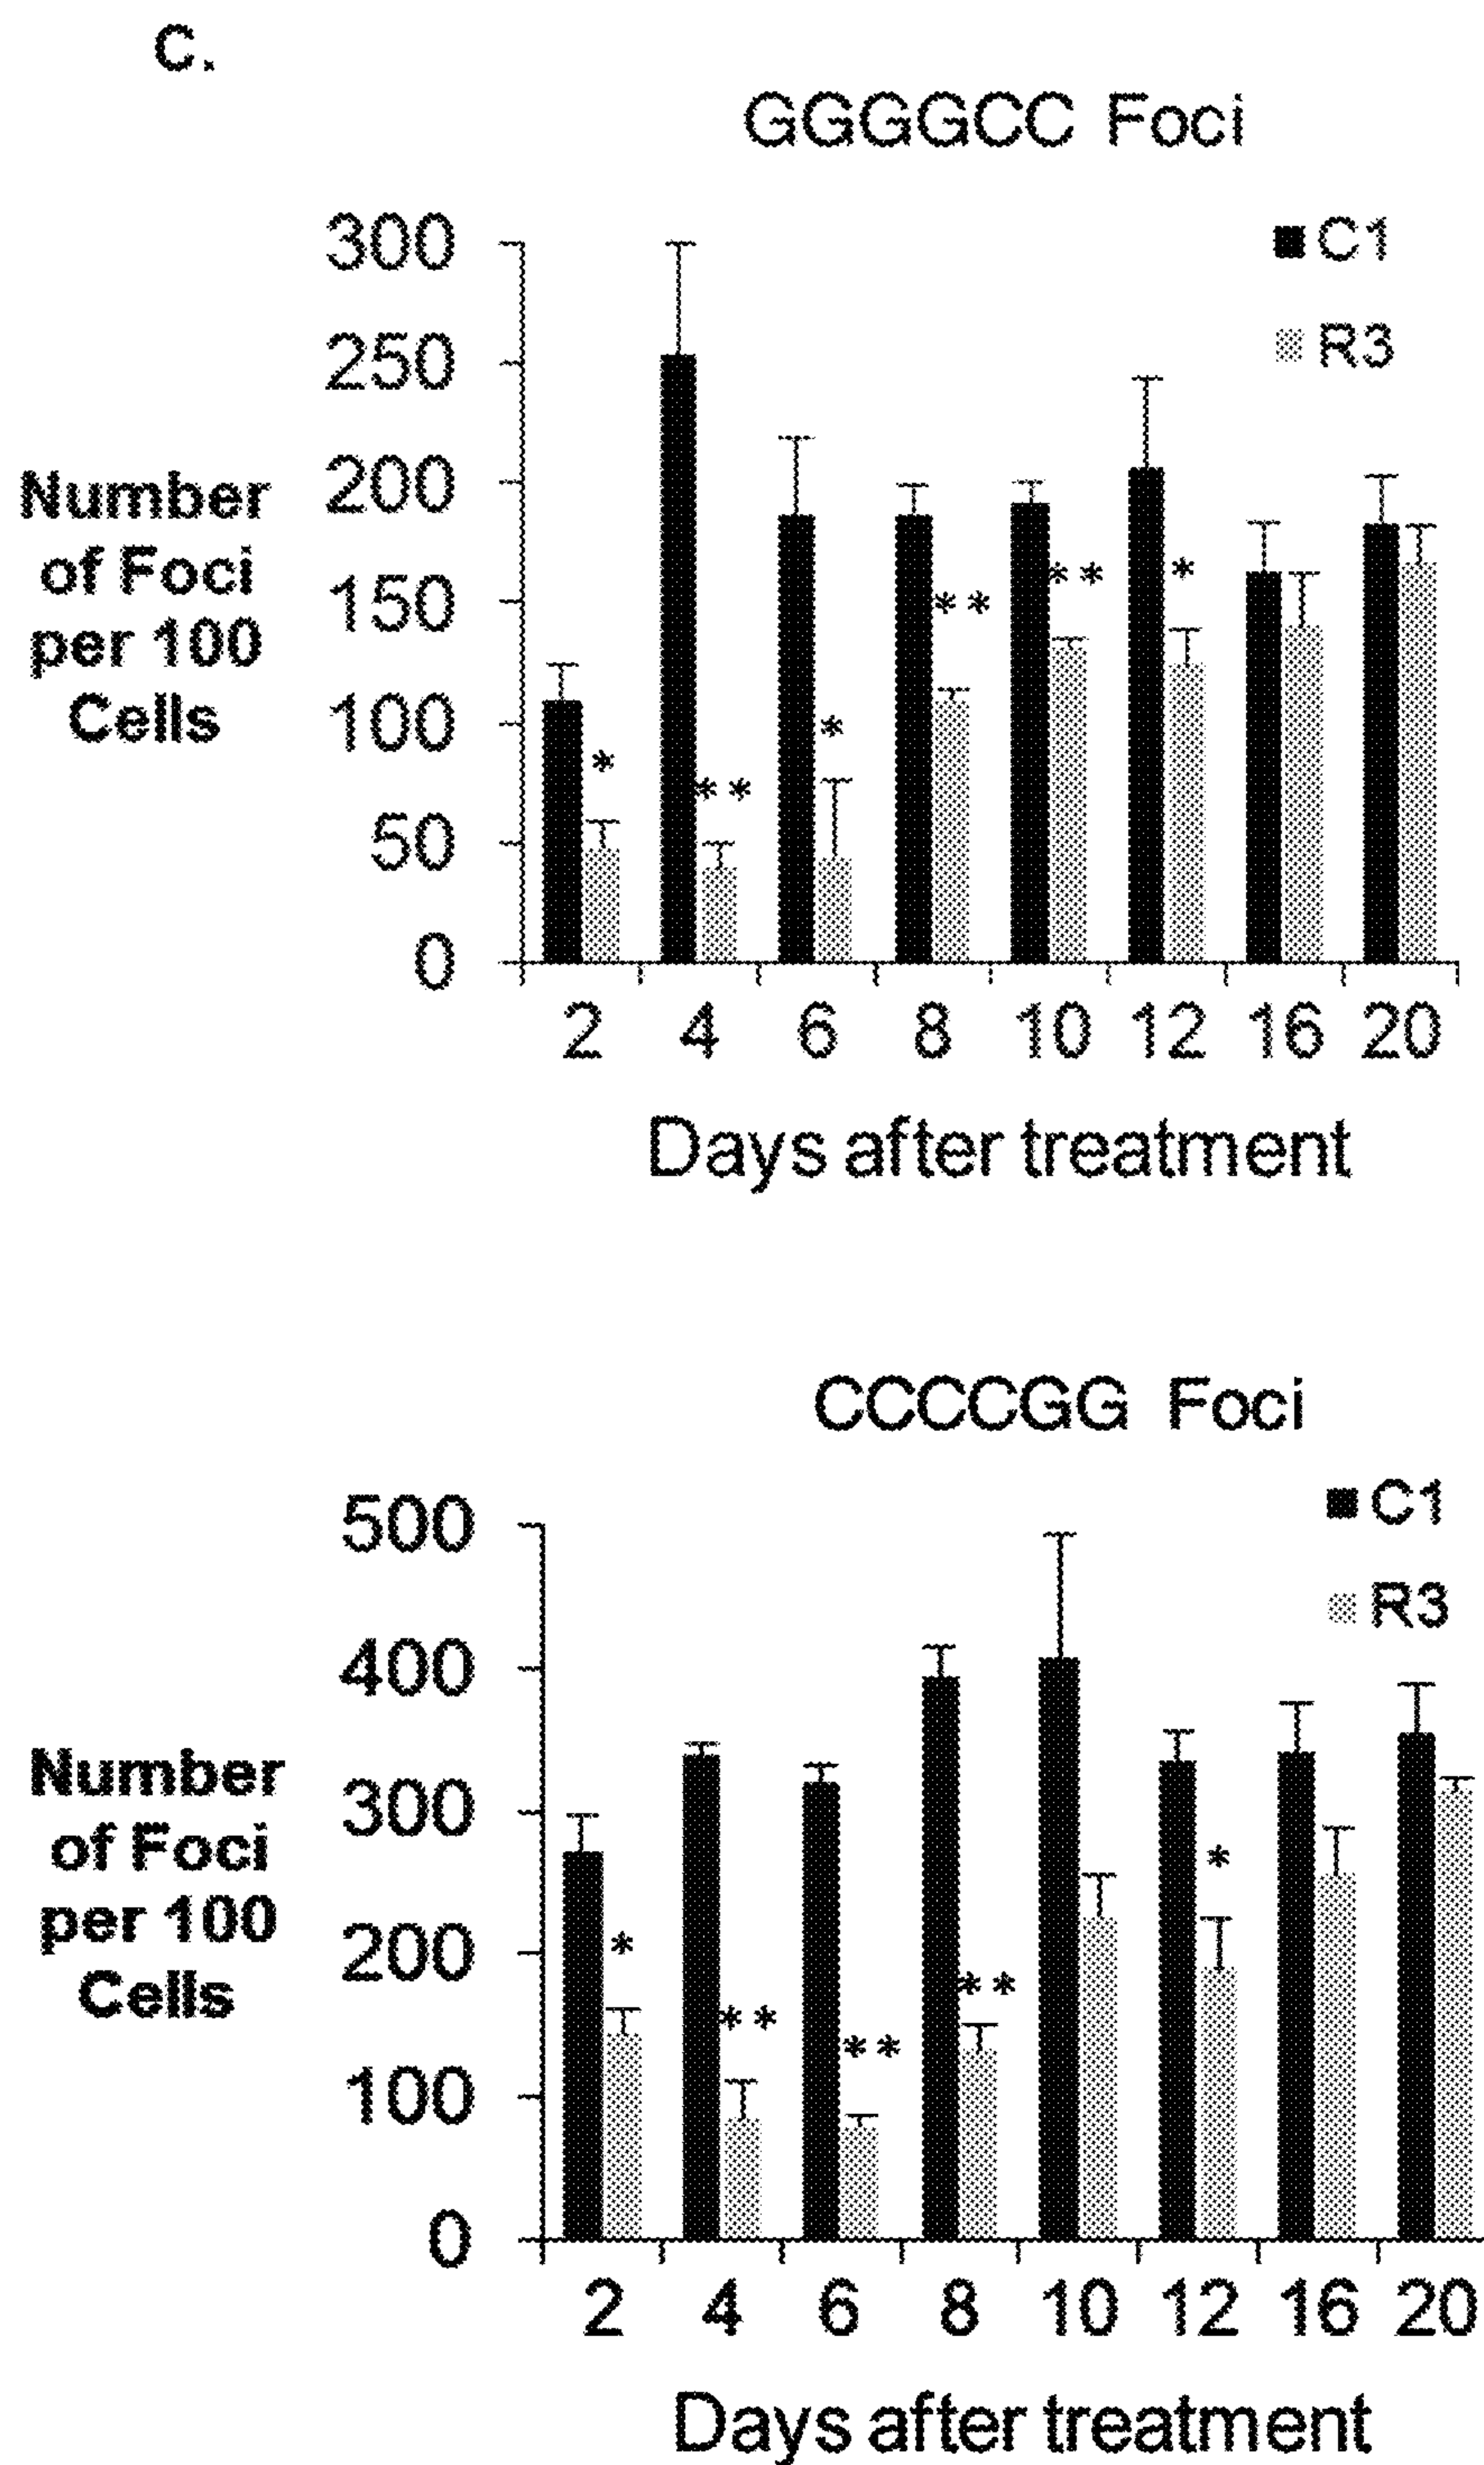 C.
GGGGCC Foci
300
250
200
150
100
50
0
Number
of Foci
per 100
Cells
C1
R3
*
**
*
**
**
*
2 4 6 8 10 12 16 20
Days after treatment
CCCCGG Foci
500
400
300
200
100
0
Number
of Foci
per 100
Cells
C1
R3
*
**
**
**
*
2 4 6 8 10 12 16 20
Days after treatment